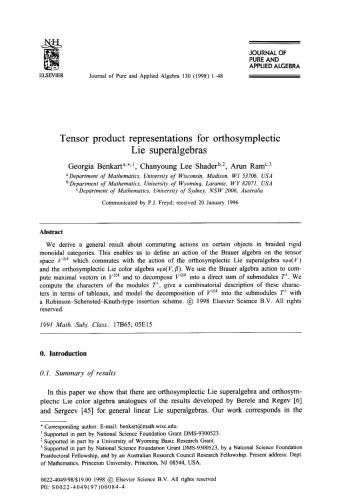 N·H
ELSEVIER
Journal of Pure and Applied Algebra 130 (1998) 1–48
JOURNAL OF
PURE AND
APPLIED ALGEBRA
Tensor product representations for orthosymplectic
Lie superalgebras
Georgia Benkart^a,*,1, Chanyoung Lee Shader^b,2, Arun Ram^c,3
^a Department of Mathematics, University of Wisconsin, Madison, WI 53706, USA
^b Department of Mathematics, University of Wyoming, Laramie, WY 82071, USA
^c Department of Mathematics, University of Sydney, NSW 2006, Australia
Communicated by P.J. Freyd; received 20 January 1996
Abstract
We derive a general result about commuting actions on certain objects in braided rigid
monoidal categories. This enables us to define an action of the Brauer algebra on the tensor
space V^⊗k which commutes with the action of the orthosymplectic Lie superalgebra spo(V)
and the orthosymplectic Lie color algebra spo(V,β). We use the Brauer algebra action to com-
pute maximal vectors in V^⊗k and to decompose V^⊗k into a direct sum of submodules T^λ. We
compute the characters of the modules T^λ, give a combinatorial description of these charac-
ters in terms of tableaux, and model the decomposition of V^⊗k into the submodules T^λ with
a Robinson–Schensted–Knuth-type insertion scheme. © 1998 Elsevier Science B.V. All rights
reserved.
1991 Math. Subj. Class.: 17B65; 05E15
0. Introduction
0.1. Summary of results
In this paper we show that there are orthosymplectic Lie superalgebra and orthosym-
plectic Lie color algebra analogues of the results developed by Berele and Regev [6]
and Sergeev [45] for general linear Lie superalgebras. Our work corresponds in the
* Corresponding author. E-mail: benkart@math.wisc.edu.
^1 Supported in part by National Science Foundation Grant DMS-9300523.
^2 Supported in part by a University of Wyoming Basic Research Grant.
^3 Supported in part by National Science Foundation Grant DMS-9300523, by a National Science Foundation
Postdoctoral Fellowship, and by an Australian Research Council Research Fellowship. Present address: Dept.
of Mathematics, Princeton University, Princeton, NJ 08544, USA.
0022-4049/98/$19.00 © 1998 Elsevier Science B.V. All rights reserved
PII: S0022-4049(97)00084-4